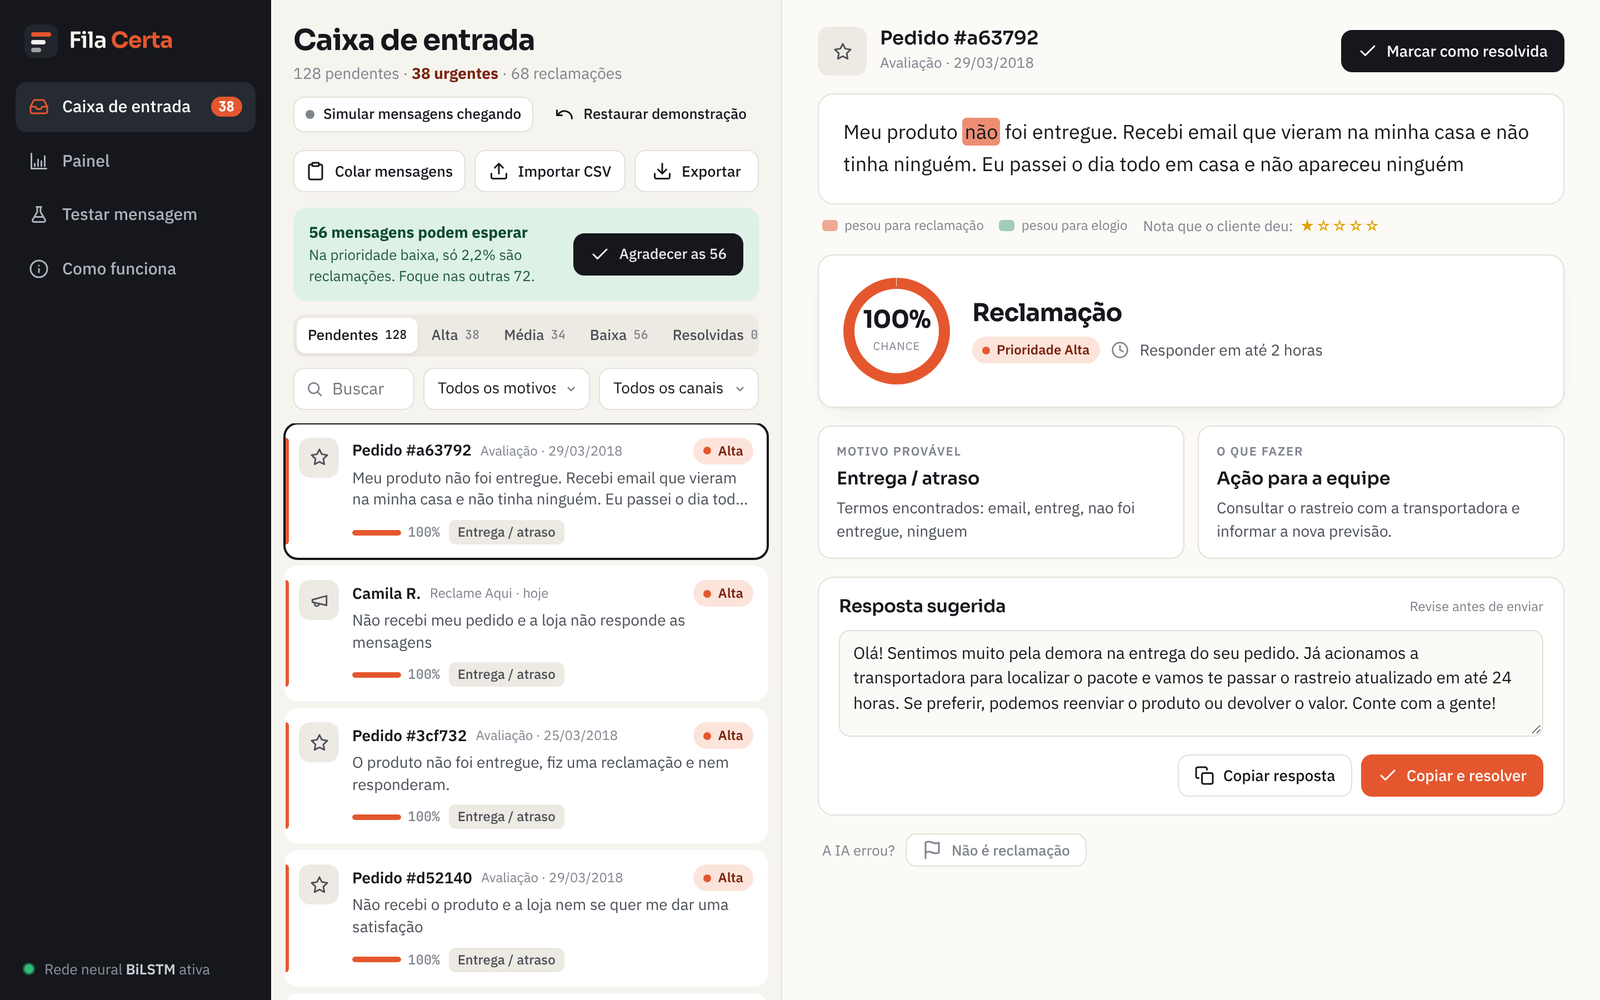 Fila Certa
Caixa de entrada 38
Painel
Testar mensagem
Como funciona
Rede neural BiLSTM ativa
Caixa de entrada
128 pendentes · 38 urgentes · 68 reclamações
Simular mensagens chegando
Restaurar demonstração
Colar mensagens
Importar CSV
Exportar
56 mensagens podem esperar
Na prioridade baixa, só 2,2% são
reclamações. Foque nas outras 72.
Agradecer as 56
Pendentes 128 Alta 38 Média 34 Baixa 56 Resolvidas 0
Buscar
Todos os motivos
Todos os canais
Pedido #a63792 Avaliação · 29/03/2018 Alta
Meu produto não foi entregue. Recebi email que vieram
na minha casa e não tinha ninguém. Eu passei o dia tod...
100% Entrega / atraso
Camila R. Reclame Aqui · hoje Alta
Não recebi meu pedido e a loja não responde as
mensagens
100% Entrega / atraso
Pedido #3cf732 Avaliação · 25/03/2018 Alta
O produto não foi entregue, fiz uma reclamação e nem
responderam.
100% Entrega / atraso
Pedido #d52140 Avaliação · 29/03/2018 Alta
Não recebi o produto e a loja nem se quer me dar uma
satisfação
100% Entrega / atraso
Pedido #a63792
Avaliação · 29/03/2018
Marcar como resolvida
Meu produto não foi entregue. Recebi email que vieram na minha casa e não
tinha ninguém. Eu passei o dia todo em casa e não apareceu ninguém
pesou para reclamação pesou para elogio Nota que o cliente deu: ★☆☆☆☆
100%
CHANCE
Reclamação
Prioridade Alta Responder em até 2 horas
MOTIVO PROVÁVEL
Entrega / atraso
Termos encontrados: email, entreg, nao foi
entregue, ninguem
O QUE FAZER
Ação para a equipe
Consultar o rastreio com a transportadora e
informar a nova previsão.
Resposta sugerida
Revise antes de enviar
Olá! Sentimos muito pela demora na entrega do seu pedido. Já acionamos a
transportadora para localizar o pacote e vamos te passar o rastreio atualizado em até 24
horas. Se preferir, podemos reenviar o produto ou devolver o valor. Conte com a gente!
Copiar resposta
Copiar e resolver
A IA errou?
Não é reclamação